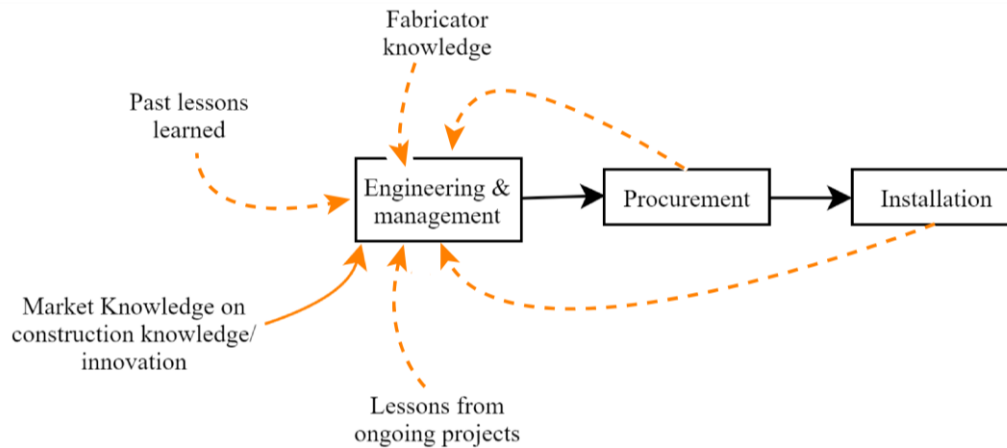 Fabricator
knowledge
Past lessons
learned
Engineering &
management
Procurement
Installation
Market Knowledge on
construction knowledge/
innovation
Lessons from
ongoing projects